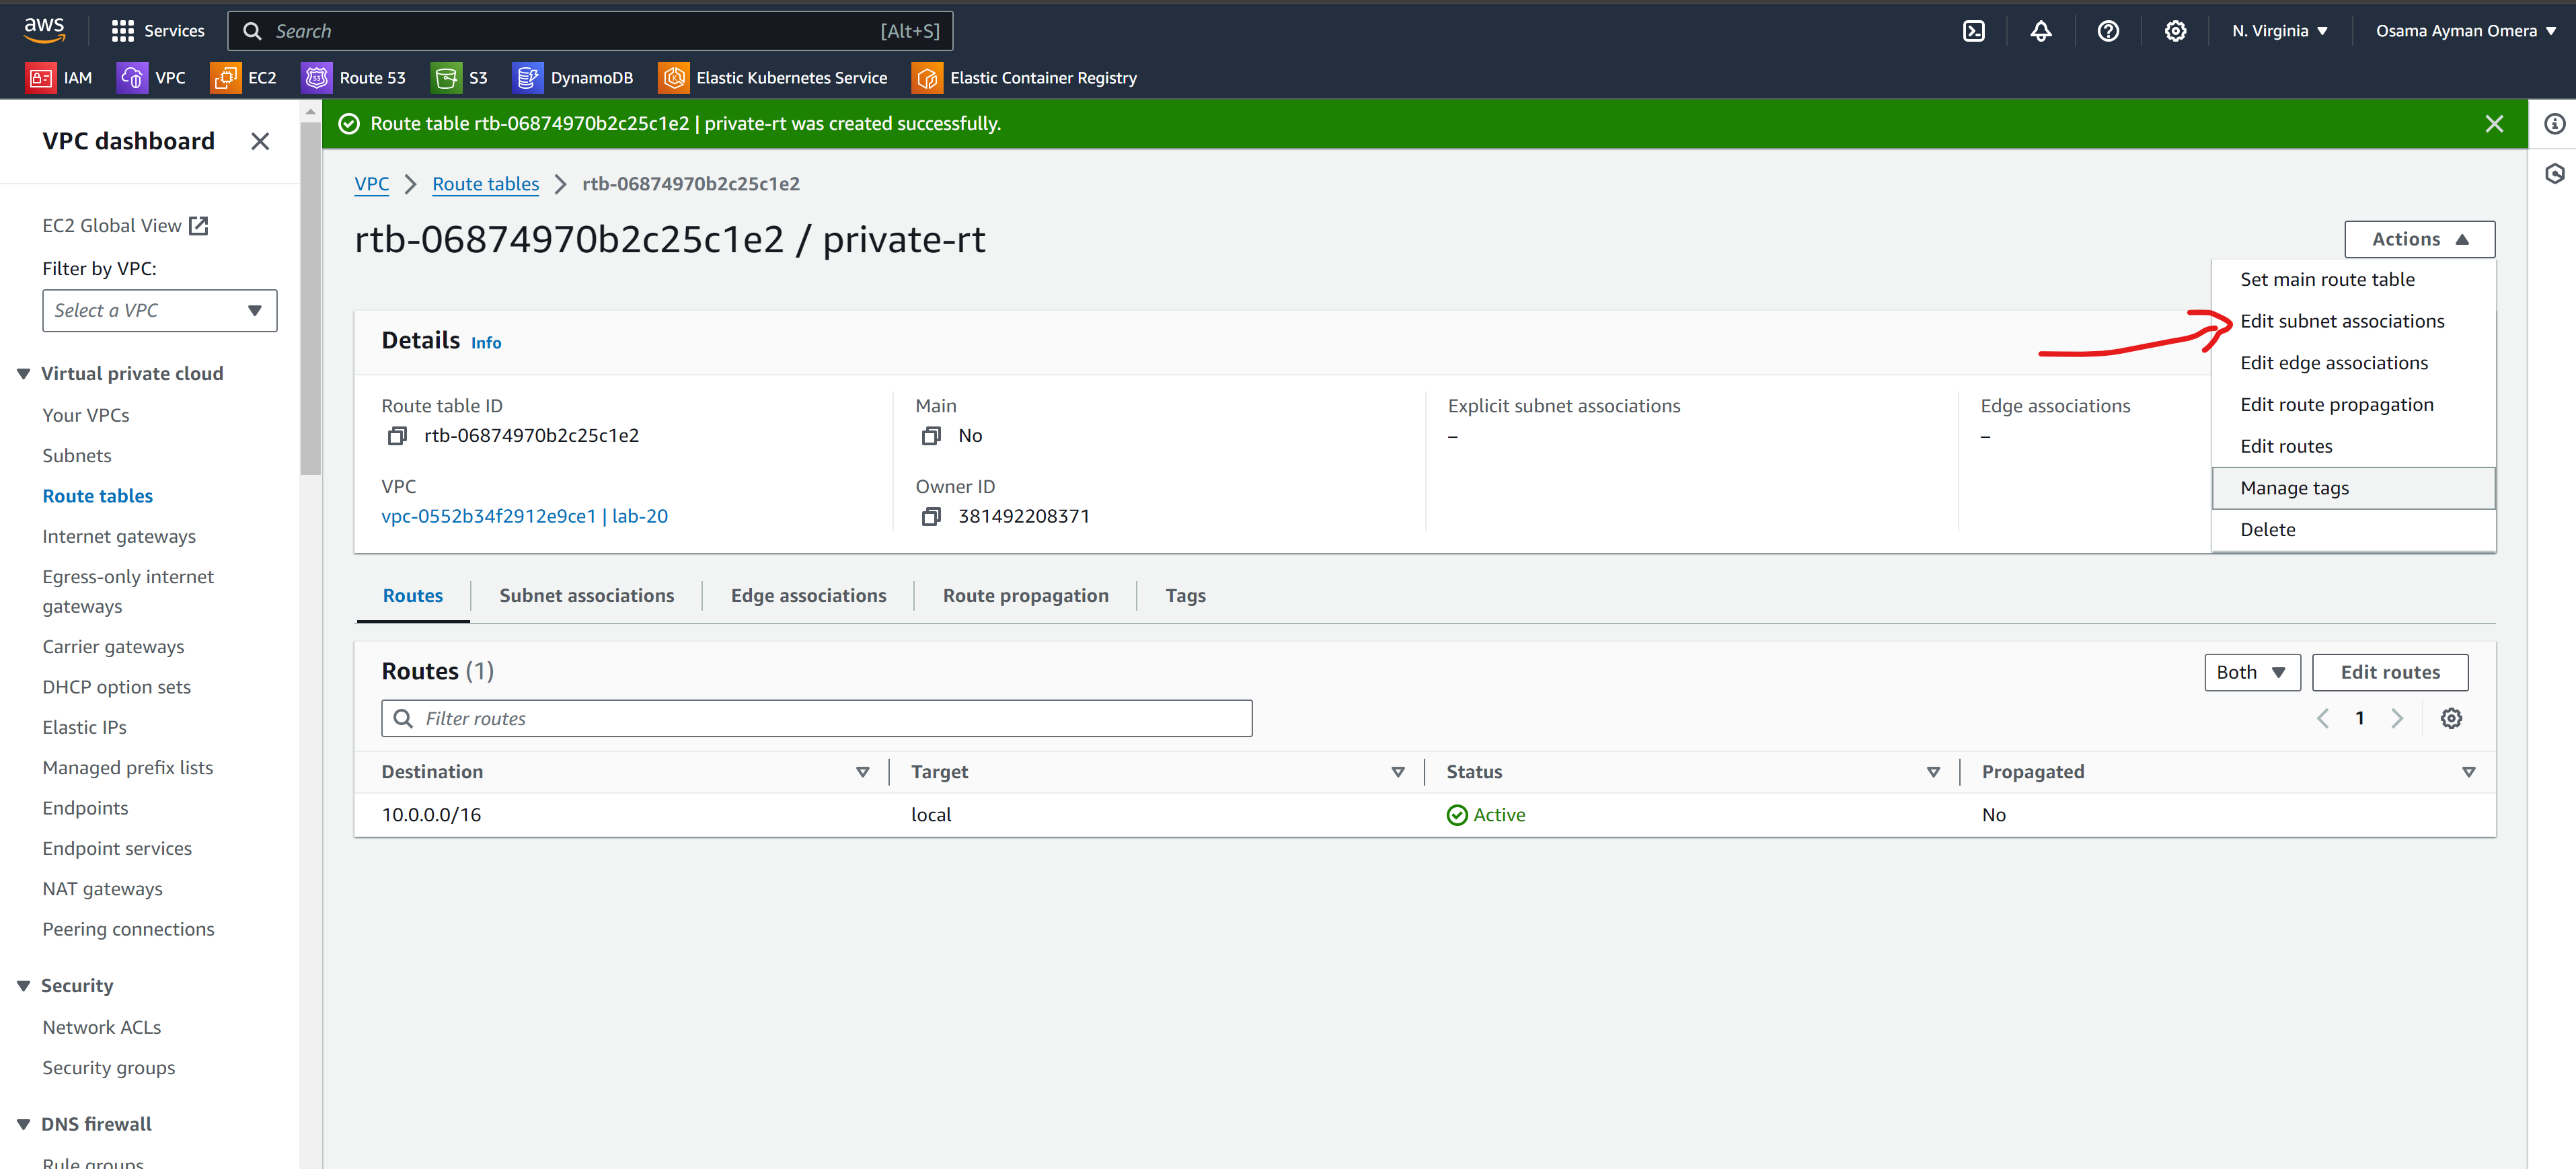 aws
Services
Search [Alt+S]
N. Virginia
Osama Ayman Omera
IAM
VPC
EC2
Route 53
S3
DynamoDB
Elastic Kubernetes Service
Elastic Container Registry
VPC dashboard
EC2 Global View
Filter by VPC:
Select a VPC
Virtual private cloud
Your VPCs
Subnets
Route tables
Internet gateways
Egress-only internet
gateways
Carrier gateways
DHCP option sets
Elastic IPs
Managed prefix lists
Endpoints
Endpoint services
NAT gateways
Peering connections
Security
Network ACLs
Security groups
DNS firewall
Rule groups
Route table rtb-06874970b2c25c1e2 | private-rt was created successfully.
VPC > Route tables > rtb-06874970b2c25c1e2
rtb-06874970b2c25c1e2 / private-rt
Actions
Set main route table
Edit subnet associations
Edit edge associations
Edit route propagation
Edit routes
Manage tags
Delete
Details Info
Route table ID
rtb-06874970b2c25c1e2
Main
No
Explicit subnet associations
–
Edge associations
–
VPC
vpc-0552b34f2912e9ce1 | lab-20
Owner ID
381492208371
Routes
Subnet associations
Edge associations
Route propagation
Tags
Routes (1)
Both
Edit routes
Filter routes
1
Destination Target Status Propagated
10.0.0.0/16 local Active No